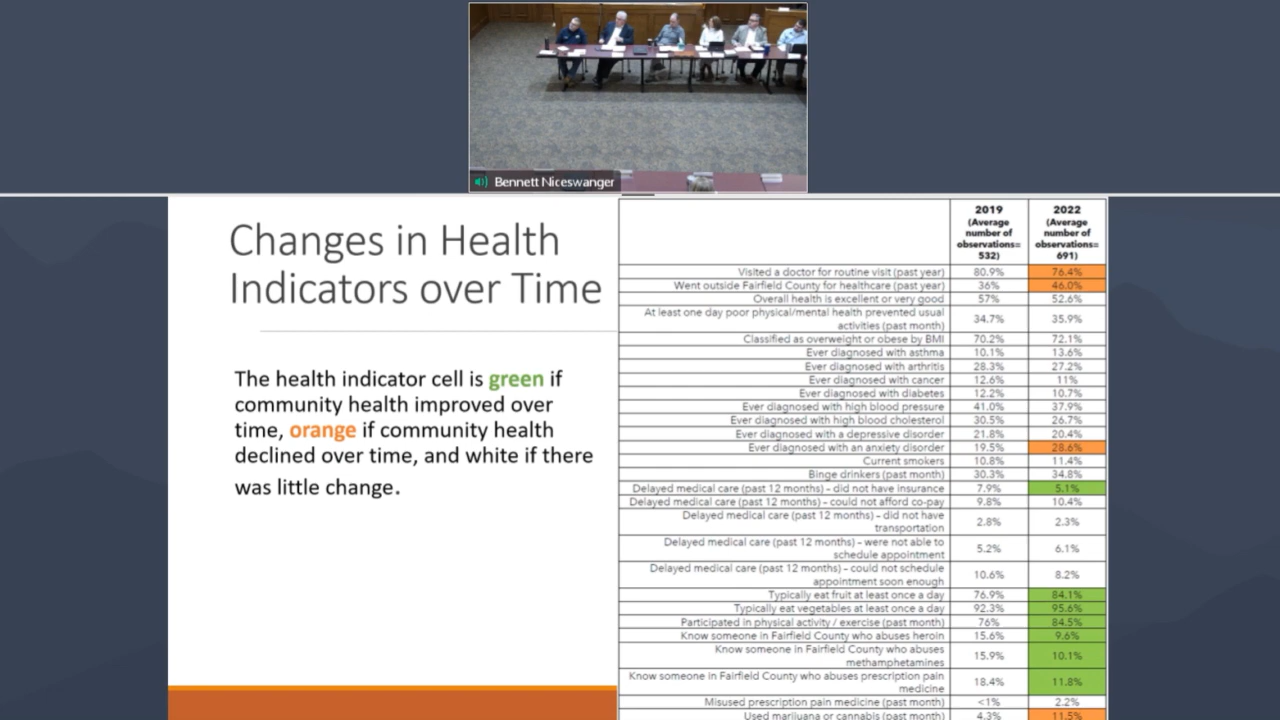 Bennett Niceswanger
Changes in Health
Indicators over Time
The health indicator cell is green if
community health improved over
time, orange if community health
declined over time, and white if there
was little change.
2019 2022
(Average (Average
number of number of
observations= observations=
532) 691)
Visited a doctor for routine visit (past year) 80.9% 76.4%
Went outside Fairfield County for healthcare (past year) 36% 46.0%
Overall health is excellent or very good 57% 52.6%
At least one day poor physical/mental health prevented usual
activities (past month) 34.7% 35.9%
Classified as overweight or obese by BMI 70.2% 72.1%
Ever diagnosed with asthma 10.1% 13.6%
Ever diagnosed with arthritis 28.3% 27.2%
Ever diagnosed with cancer 12.6% 11%
Ever diagnosed with diabetes 12.2% 10.7%
Ever diagnosed with high blood pressure 41.0% 37.9%
Ever diagnosed with high blood cholesterol 30.5% 26.7%
Ever diagnosed with a depressive disorder 21.8% 20.4%
Ever diagnosed with an anxiety disorder 19.5% 28.6%
Current smokers 10.8% 11.4%
Binge drinkers (past month) 30.3% 34.8%
Delayed medical care (past 12 months) – did not have insurance 7.9% 5.1%
Delayed medical care (past 12 months) – could not afford co-pay 9.8% 10.4%
Delayed medical care (past 12 months) – did not have
transportation 2.8% 2.3%
Delayed medical care (past 12 months) – were not able to
schedule appointment 5.2% 6.1%
Delayed medical care (past 12 months) – could not schedule
appointment soon enough 10.6% 8.2%
Typically eat fruit at least once a day 76.9% 84.1%
Typically eat vegetables at least once a day 92.3% 95.6%
Participated in physical activity / exercise (past month) 76% 84.5%
Know someone in Fairfield County who abuses heroin 15.6% 9.6%
Know someone in Fairfield County who abuses
methamphetamines 15.9% 10.1%
Know someone in Fairfield County who abuses prescription pain
medicine 18.4% 11.8%
Misused prescription pain medicine (past month) <1% 2.2%
Used marijuana or cannabis (past month) 4.3% 11.5%